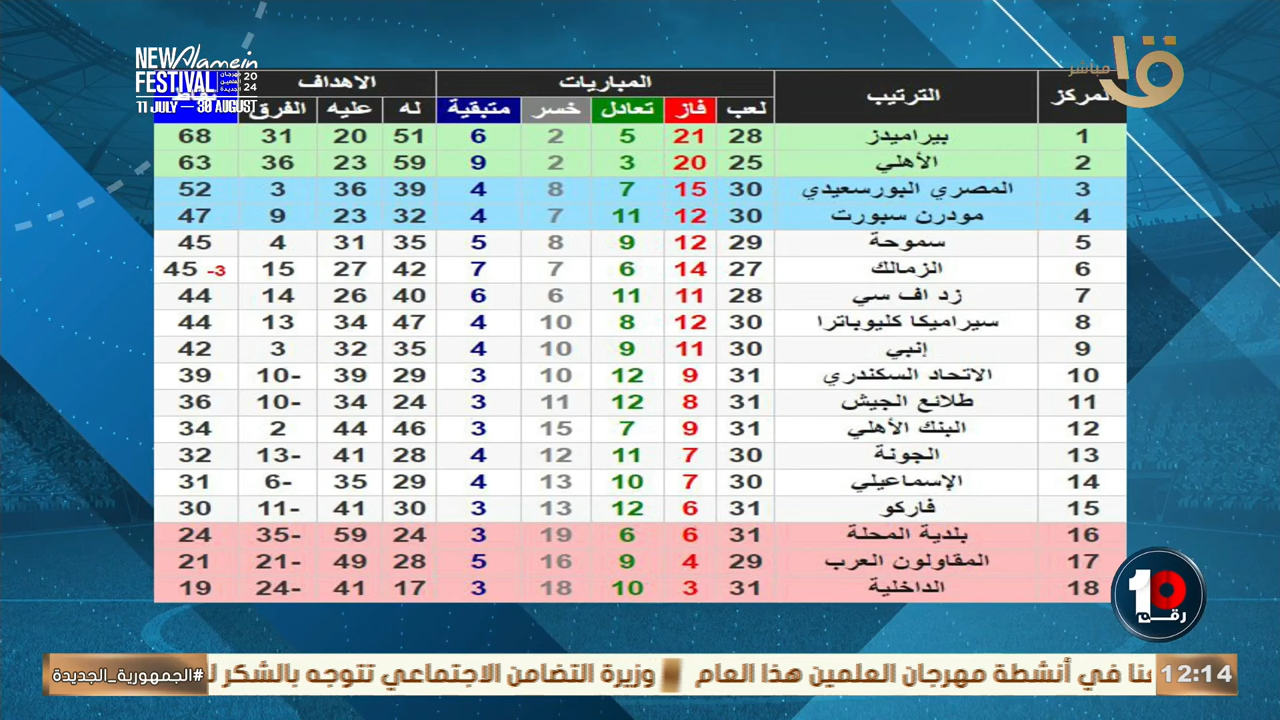 NEW Alamein
FESTIVAL مهرجان العلمين الجديدة 2024
11 JULY — 30 AUGUST
مباشر
المركز الترتيب المباريات الاهداف
لعب فاز تعادل خسر متبقية له عليه الفرق
1 بيراميدز 28 21 5 2 6 51 20 31 68
2 الأهلي 25 20 3 2 9 59 23 36 63
3 المصري البورسعيدي 30 15 7 8 4 39 36 3 52
4 مودرن سبورت 30 12 11 7 4 32 23 9 47
5 سموحة 29 12 9 8 5 35 31 4 45
6 الزمالك 27 14 6 7 7 42 27 15 45 -3
7 زد اف سي 28 11 11 6 6 40 26 14 44
8 سيراميكا كليوباترا 30 12 8 10 4 47 34 13 44
9 إنبي 30 11 9 10 4 35 32 3 42
10 الاتحاد السكندري 31 9 12 10 3 29 39 10- 39
11 طلائع الجيش 31 8 12 11 3 24 34 10- 36
12 البنك الأهلي 31 9 7 15 3 46 44 2 34
13 الجونة 30 7 11 12 4 28 41 13- 32
14 الإسماعيلي 30 7 10 13 4 29 35 6- 31
15 فاركو 31 6 12 13 3 30 41 11- 30
16 بلدية المحلة 31 6 6 19 3 24 59 35- 24
17 المقاولون العرب 29 4 9 16 5 28 49 21- 21
18 الداخلية 31 3 10 18 3 17 41 24- 19
10
رقن
12:14 في أنشطة مهرجان العلمين هذا العام وزيرة التضامن الاجتماعي تتوجه بالشكر #الجمهورية_الجديدة